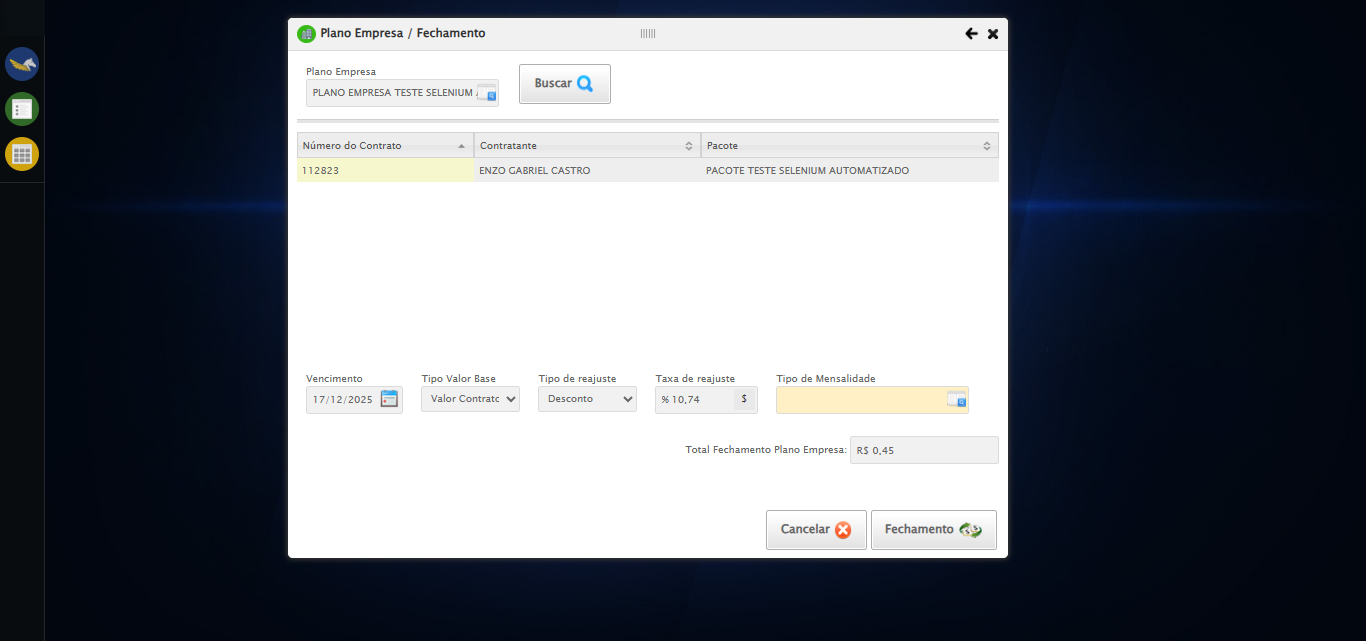 Plano Empresa / Fechamento
Plano Empresa
PLANO EMPRESA TESTE SELENIUM
Buscar
Número do Contrato Contratante Pacote
112823 ENZO GABRIEL CASTRO PACOTE TESTE SELENIUM AUTOMATIZADO
Vencimento Tipo Valor Base Tipo de reajuste Taxa de reajuste Tipo de Mensalidade
17/12/2025 Valor Contrato Desconto % 10,74 $
Total Fechamento Plano Empresa: R$ 0,45
Cancelar Fechamento